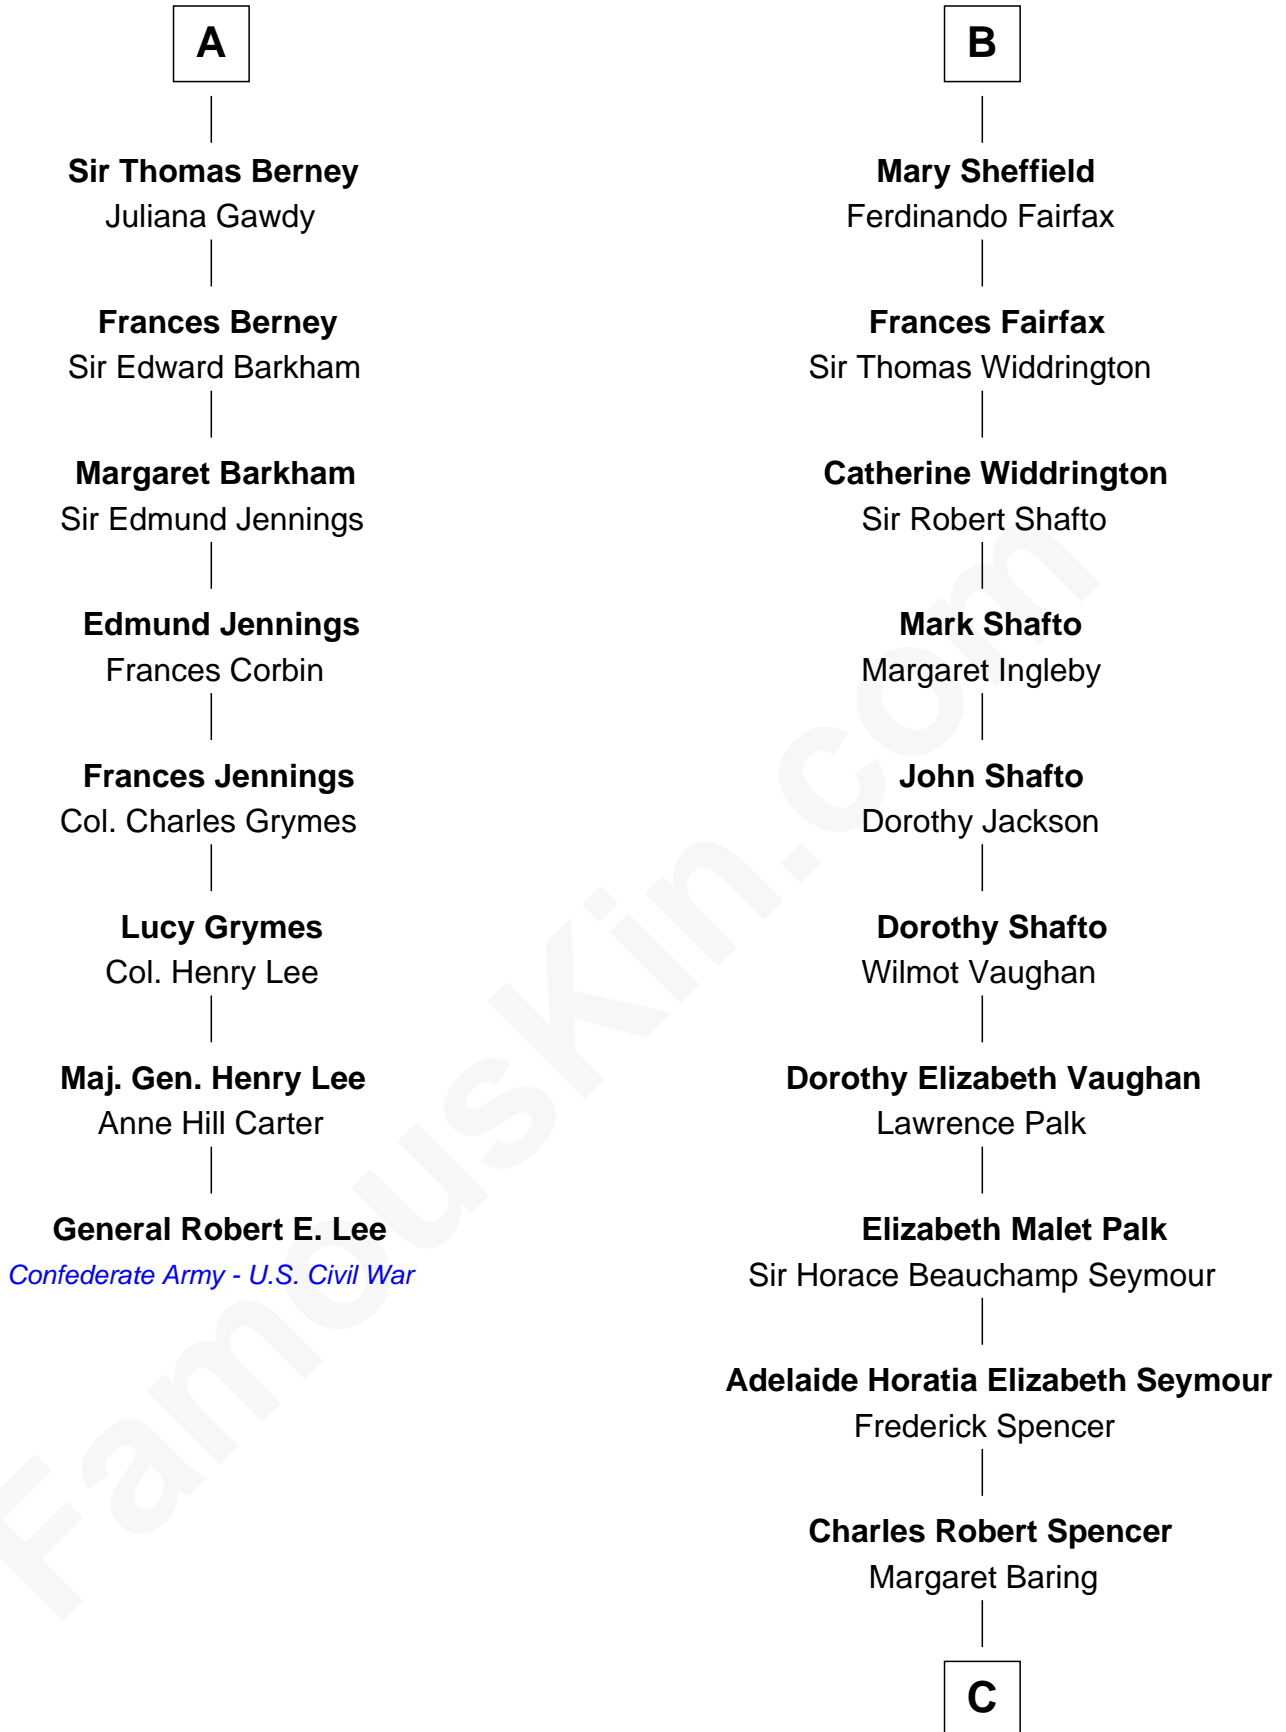 A
Sir Thomas Berney
Juliana Gawdy
Frances Berney
Sir Edward Barkham
Margaret Barkham
Sir Edmund Jennings
Edmund Jennings
Frances Corbin
Frances Jennings
Col. Charles Grymes
Lucy Grymes
Col. Henry Lee
Maj. Gen. Henry Lee
Anne Hill Carter
General Robert E. Lee
Confederate Army - U.S. Civil War
B
Mary Sheffield
Ferdinando Fairfax
Frances Fairfax
Sir Thomas Widdrington
Catherine Widdrington
Sir Robert Shafto
Mark Shafto
Margaret Ingleby
John Shafto
Dorothy Jackson
Dorothy Shafto
Wilmot Vaughan
Dorothy Elizabeth Vaughan
Lawrence Palk
Elizabeth Malet Palk
Sir Horace Beauchamp Seymour
Adelaide Horatia Elizabeth Seymour
Frederick Spencer
Charles Robert Spencer
Margaret Baring
C
FamousKin.com